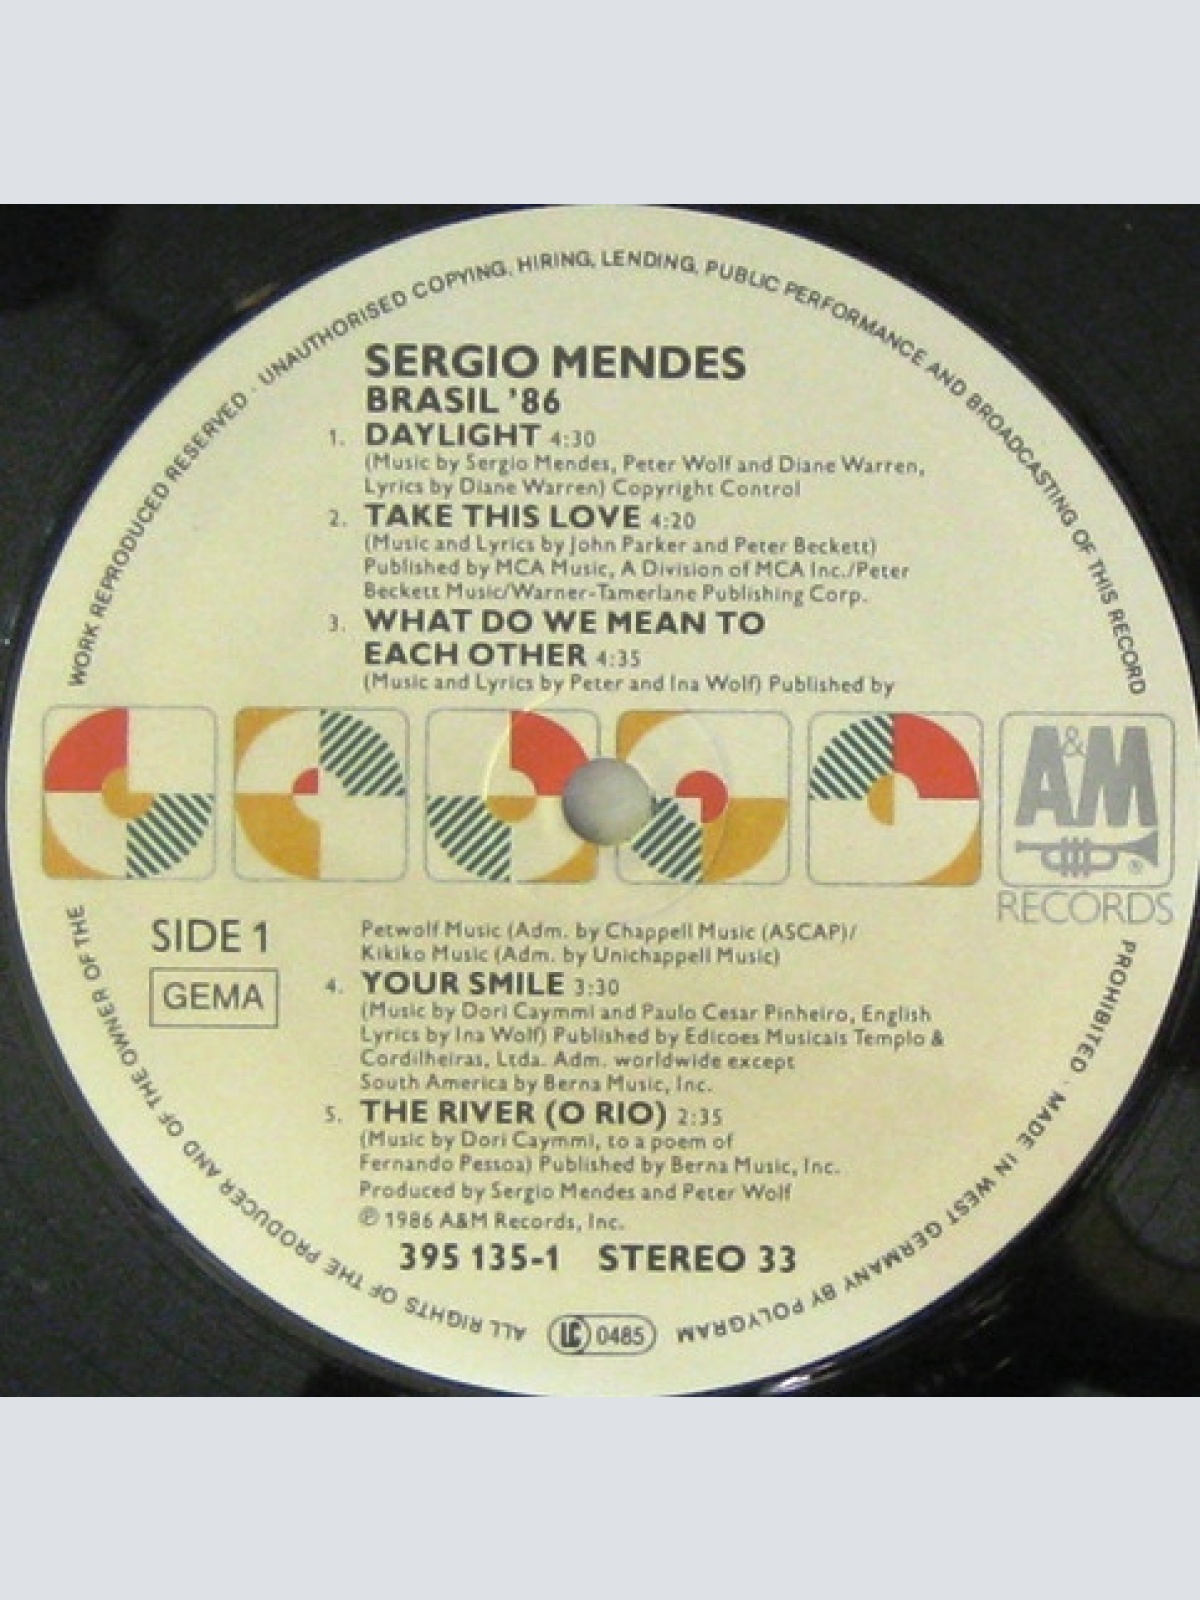 WORK REPRODUCED RESERVED · UNAUTHORISED COPYING, HIRING, LENDING, PUBLIC PERFORMANCE AND BROADCASTING OF THIS RECORD
SERGIO MENDES
BRASIL '86
1. DAYLIGHT 4:30
(Music by Sergio Mendes, Peter Wolf and Diane Warren,
Lyrics by Diane Warren) Copyright Control
2. TAKE THIS LOVE 4:20
(Music and Lyrics by John Parker and Peter Beckett)
Published by MCA Music, A Division of MCA Inc./Peter
Beckett Music/Warner-Tamerlane Publishing Corp.
3. WHAT DO WE MEAN TO
EACH OTHER 4:35
(Music and Lyrics by Peter and Ina Wolf) Published by
A&M
®
RECORDS
SIDE 1
GEMA
Petwolf Music (Adm. by Chappell Music (ASCAP)/
Kikiko Music (Adm. by Unichappell Music)
4. YOUR SMILE 3:30
(Music by Dori Caymmi and Paulo Cesar Pinheiro, English
Lyrics by Ina Wolf) Published by Edicoes Musicais Templo &
Cordilheiras, Ltda. Adm. worldwide except
South America by Berna Music, Inc.
5. THE RIVER (O RIO) 2:35
(Music by Dori Caymmi, to a poem of
Fernando Pessoa) Published by Berna Music, Inc.
Produced by Sergio Mendes and Peter Wolf
℗ 1986 A&M Records, Inc.
395 135-1 STEREO 33
PROHIBITED · MADE IN WEST GERMANY BY POLYGRAM
LC 0485
ALL RIGHTS OF THE PRODUCER AND OF THE OWNER OF THE